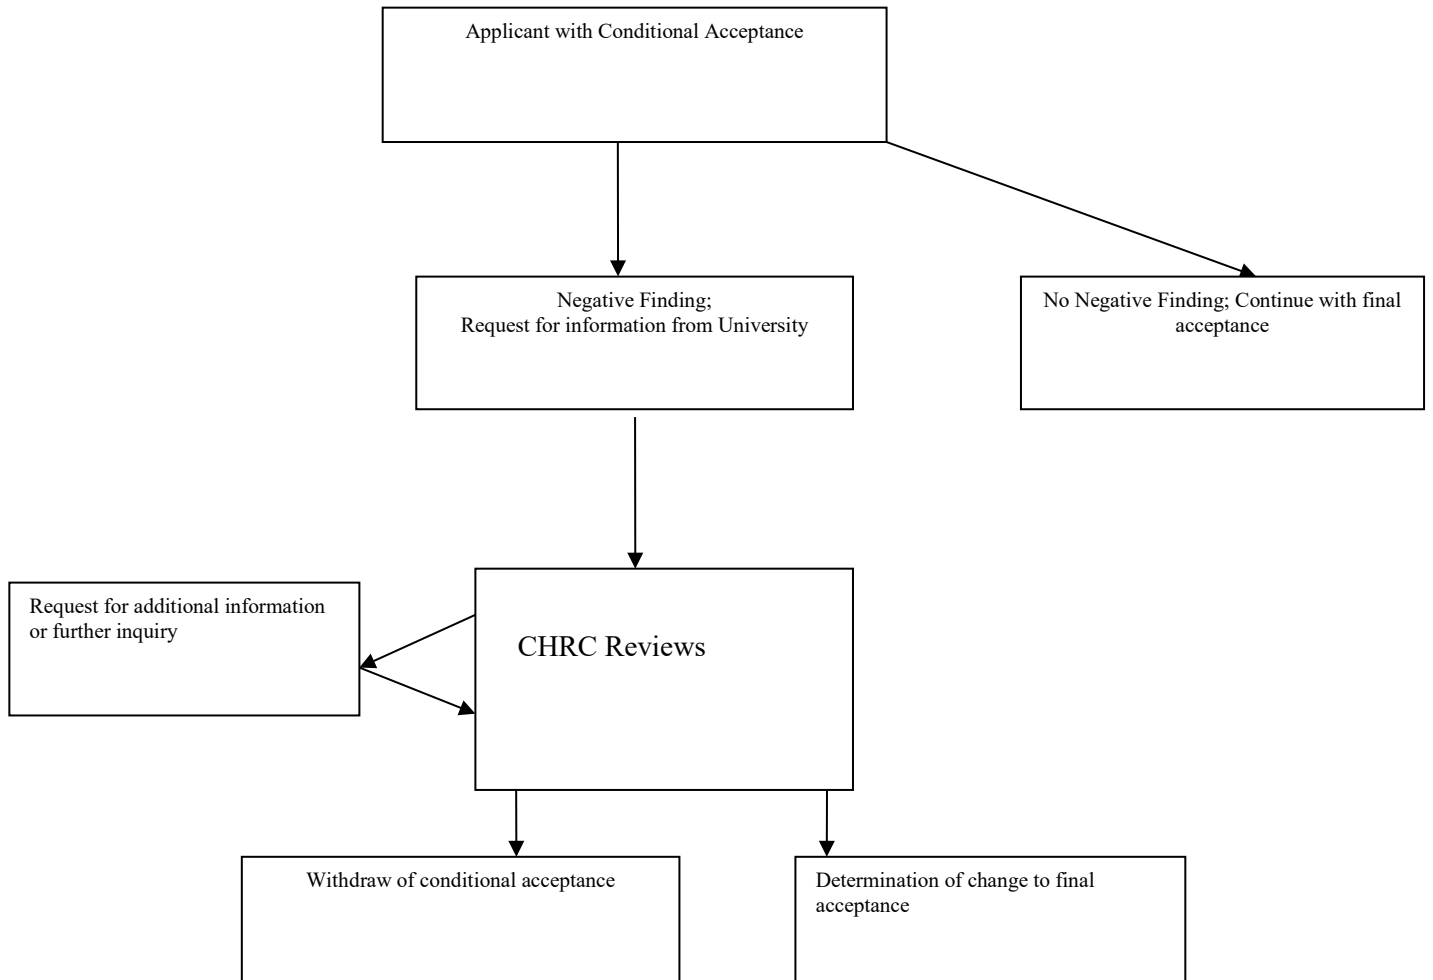 Applicant with Conditional Acceptance
Negative Finding;
Request for information from University
No Negative Finding; Continue with final
acceptance
Request for additional information
or further inquiry
CHRC Reviews
Withdraw of conditional acceptance
Determination of change to final
acceptance